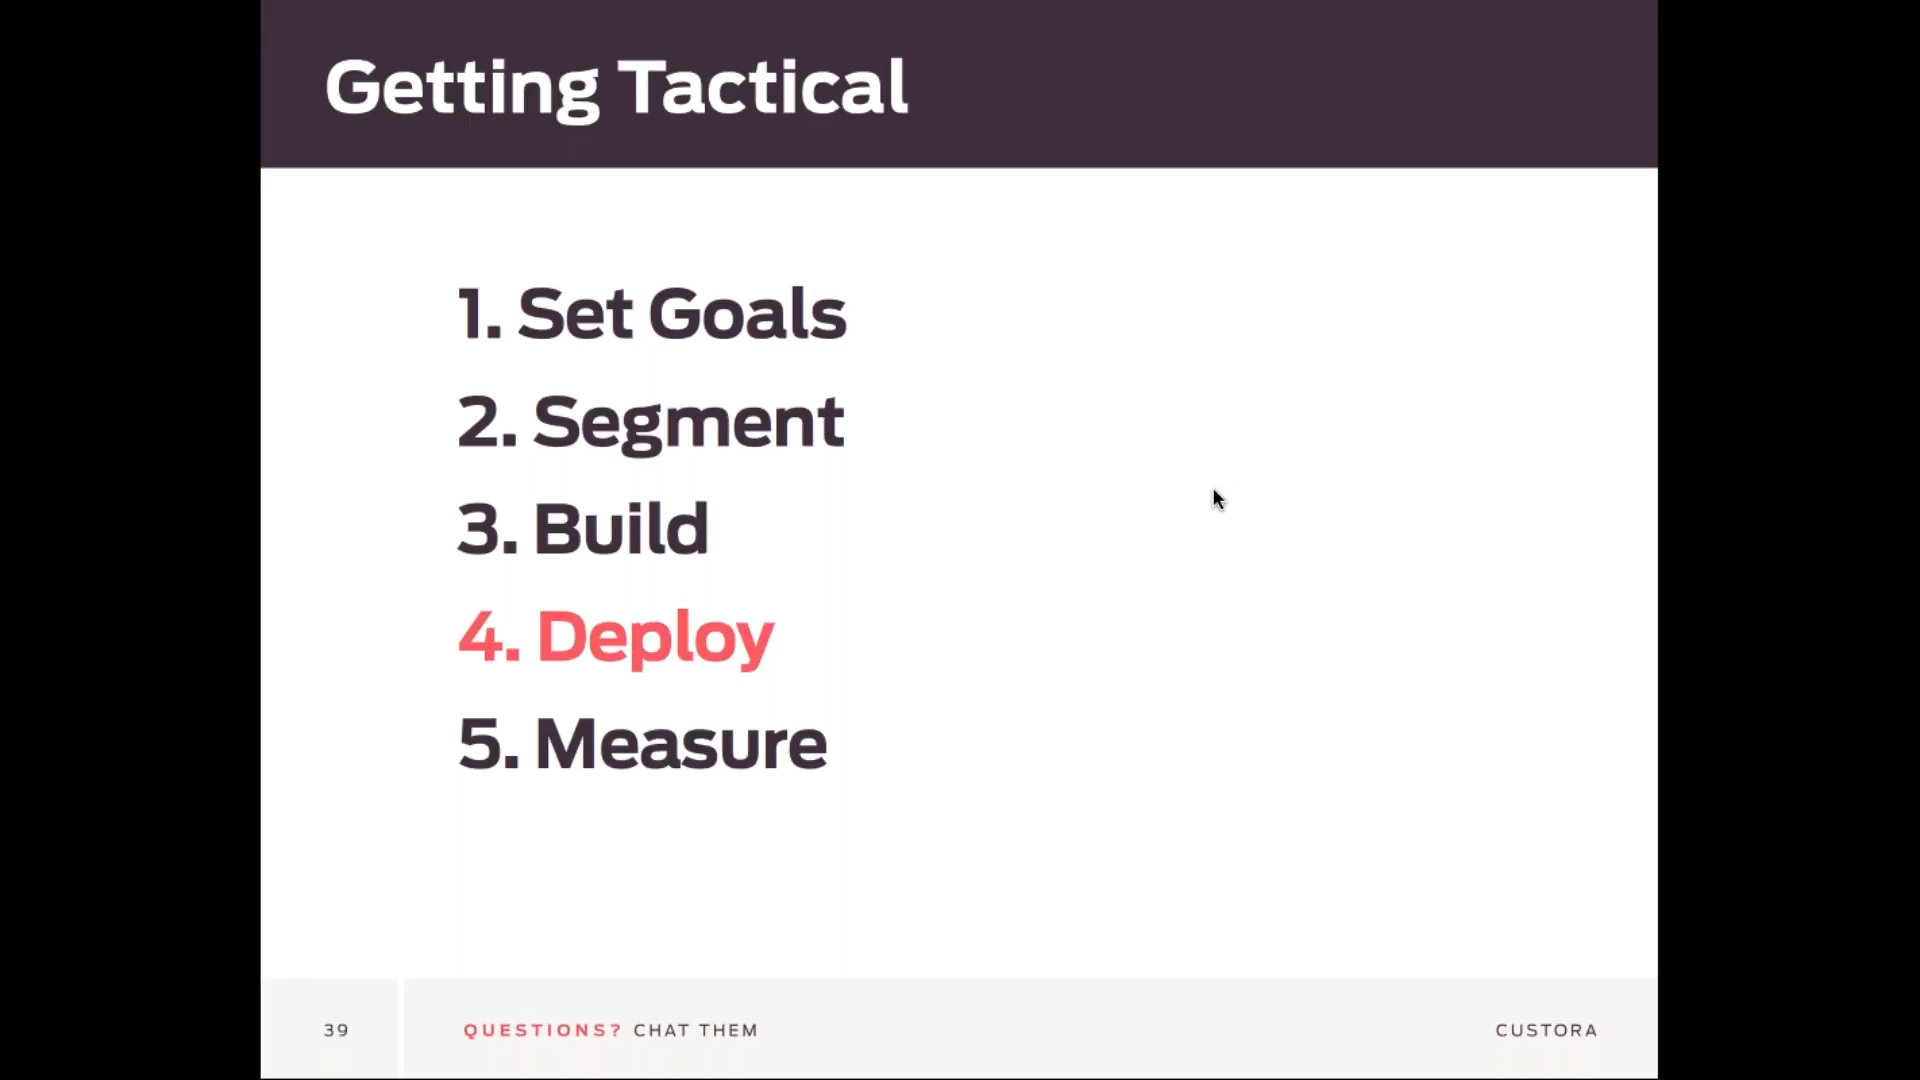 Getting Tactical
1. Set Goals
2. Segment
3. Build
4. Deploy
5. Measure
39
QUESTIONS? CHAT THEM
CUSTORA